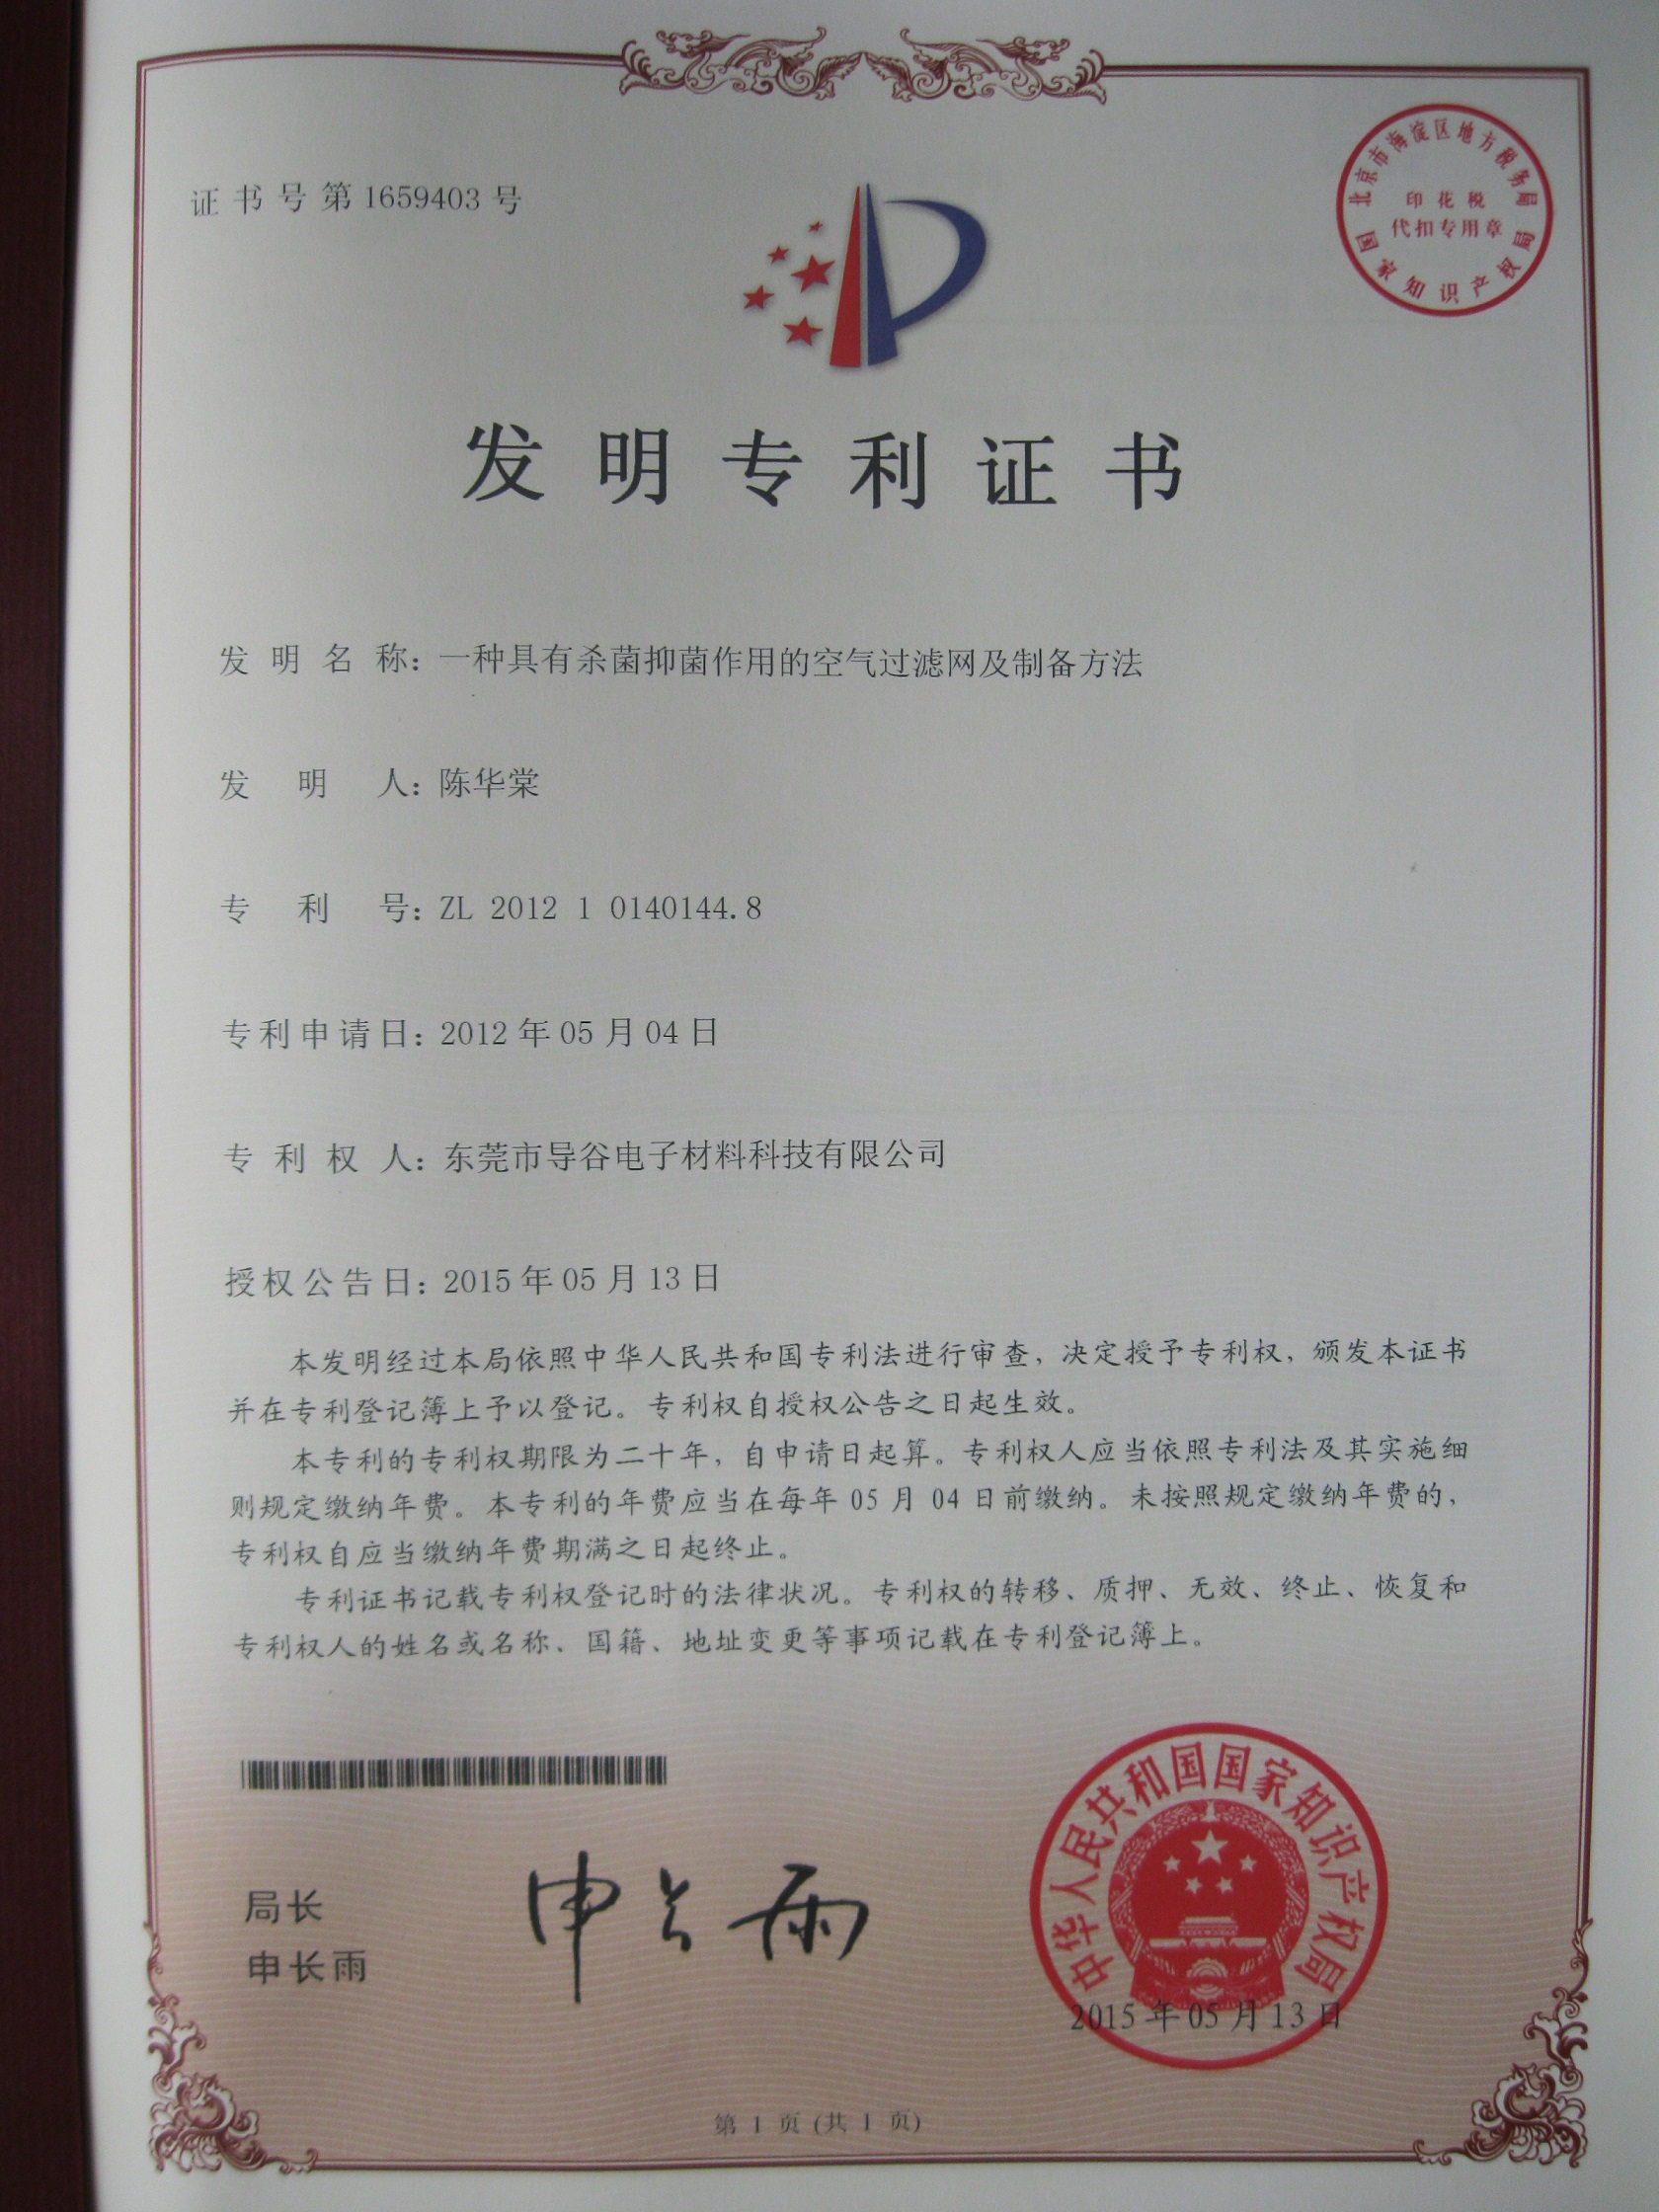 证书号第1659403号
北京市海淀区地方税务局
印花税
代扣专用章
国家知识产权局
发明专利证书
发明名称：一种具有杀菌抑菌作用的空气过滤网及制备方法
发明人：陈华棠
专利号：ZL 2012 1 0140144.8
专利申请日：2012年05月04日
专利权人：东莞市导谷电子材料科技有限公司
授权公告日：2015年05月13日
本发明经过本局依照中华人民共和国专利法进行审查，决定授予专利权，颁发本证书
并在专利登记簿上予以登记。专利权自授权公告之日起生效。
本专利的专利权期限为二十年，自申请日起算。专利权人应当依照专利法及其实施细
则规定缴纳年费。本专利的年费应当在每年 05 月 04 日前缴纳。未按照规定缴纳年费的，
专利权自应当缴纳年费期满之日起终止。
专利证书记载专利权登记时的法律状况。专利权的转移、质押、无效、终止、恢复和
专利权人的姓名或名称、国籍、地址变更等事项记载在专利登记簿上。
局长
申长雨
申长雨
中华人民共和国国家知识产权局
2015年05月13日
第 1 页 (共 1 页)